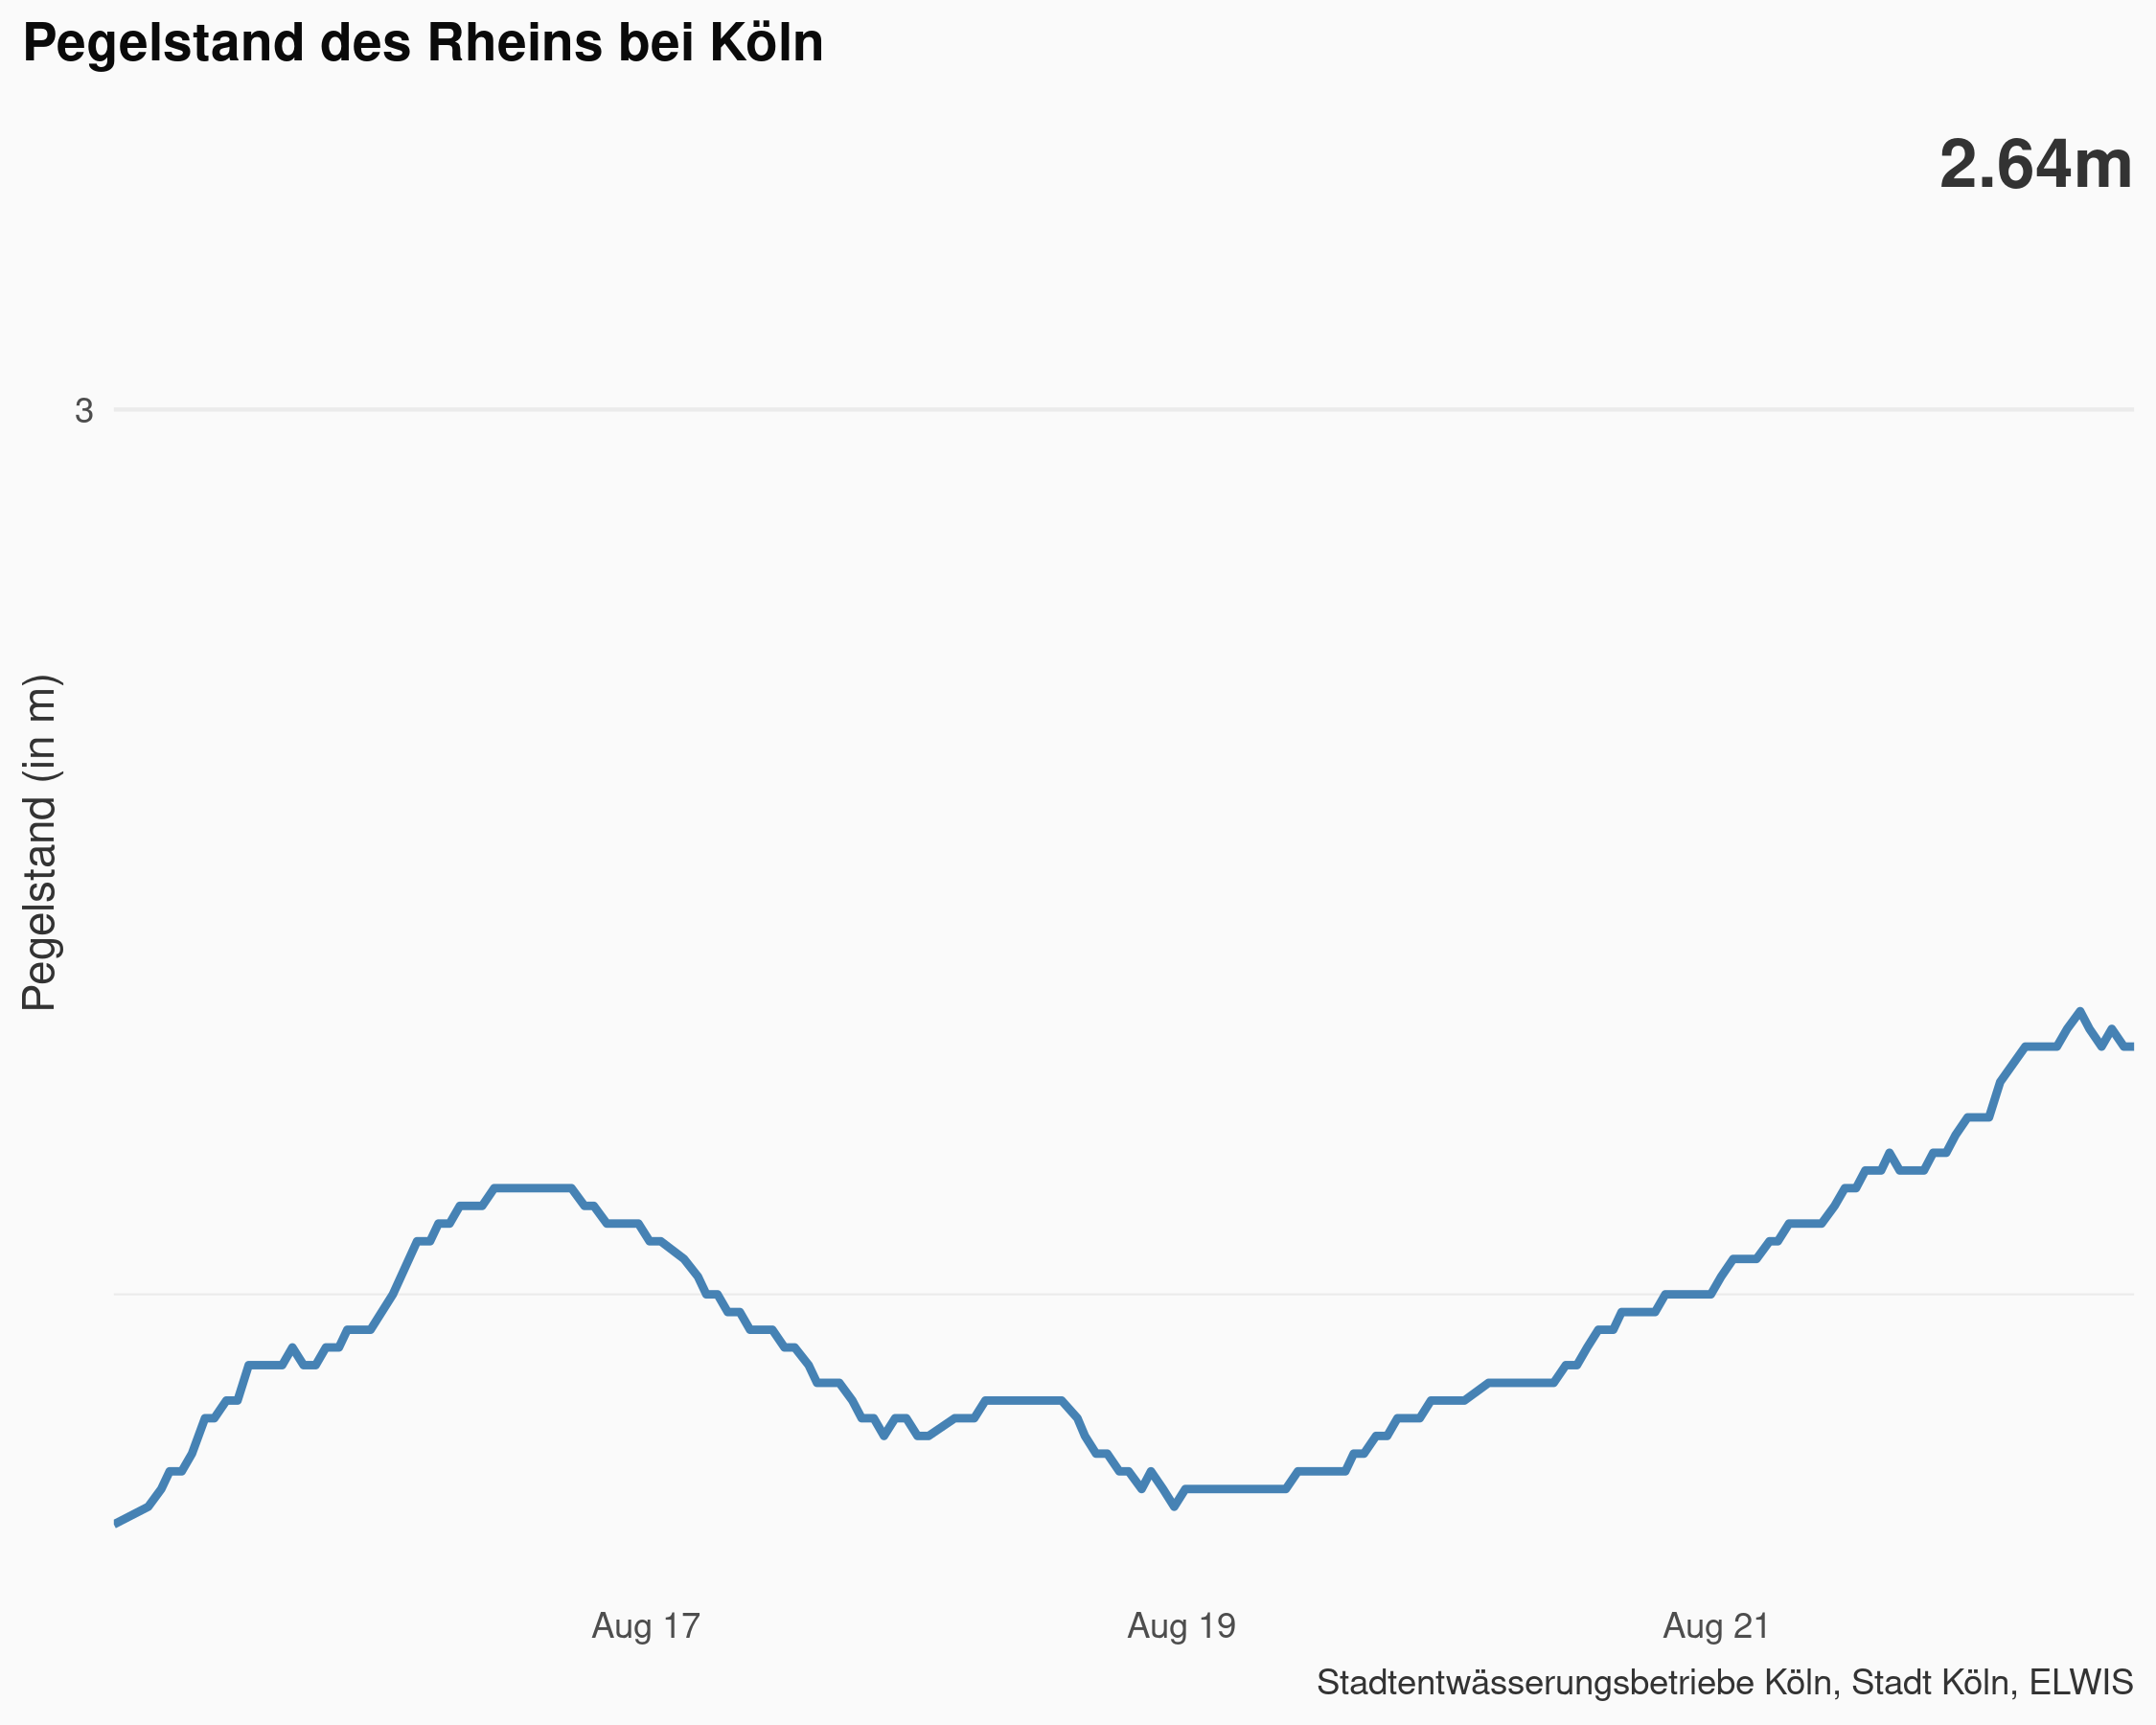 Pegelstand des Rheins bei Köln
2.64m
3
Pegelstand (in m)
Aug 17
Aug 19
Aug 21
Stadtentwässerungsbetriebe Köln, Stadt Köln, ELWIS